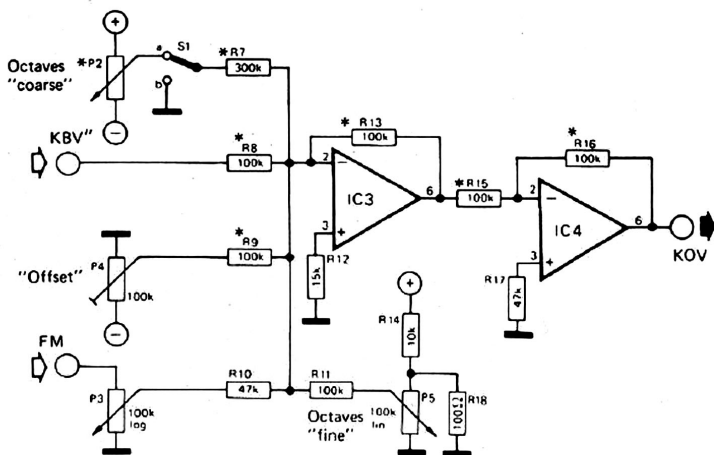 *P2
Octaves
"coarse"
a
S1
b
*R7
300k
KBV"
*
R8
100k
*
R9
100k
"Offset"
P4
100k
FM
P3
100k
log
R10
47k
R11
100k
Octaves
"fine"
100k
lin
P5
R14
10k
R18
100Ω
* R13
100k
2
IC3
6
3
R12
15k
*R15
100k
*
R16
100k
2
IC4
6
3
R17
47k
KOV